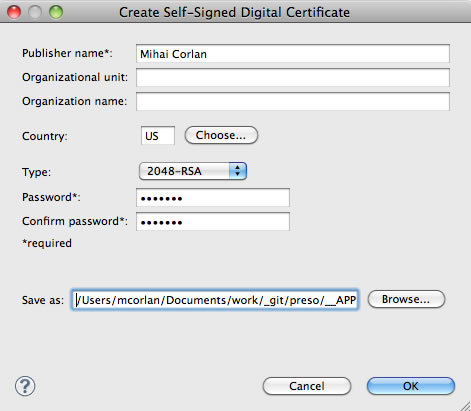 Create Self-Signed Digital Certificate
Publisher name*: Mihai Corlan
Organizational unit:
Organization name:
Country: US Choose...
Type: 2048-RSA
Password*: •••••••
Confirm password*: •••••••
*required
Save as: /Users/mcorlan/Documents/work/_git/preso/__APP Browse...
? Cancel OK